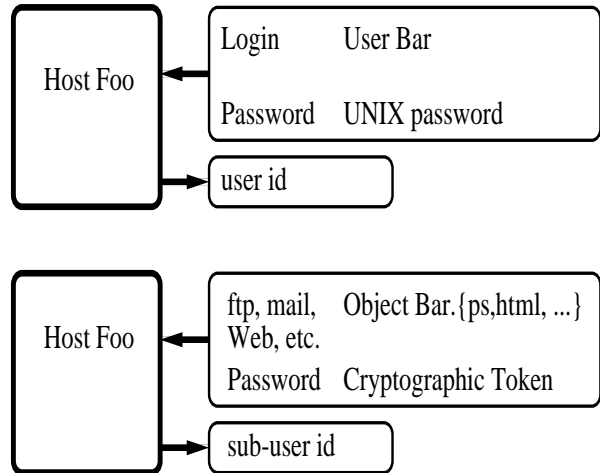 Host Foo
Login User Bar
Password UNIX password
user id
Host Foo
ftp, mail, Object Bar.{ps,html, ...}
Web, etc.
Password Cryptographic Token
sub-user id